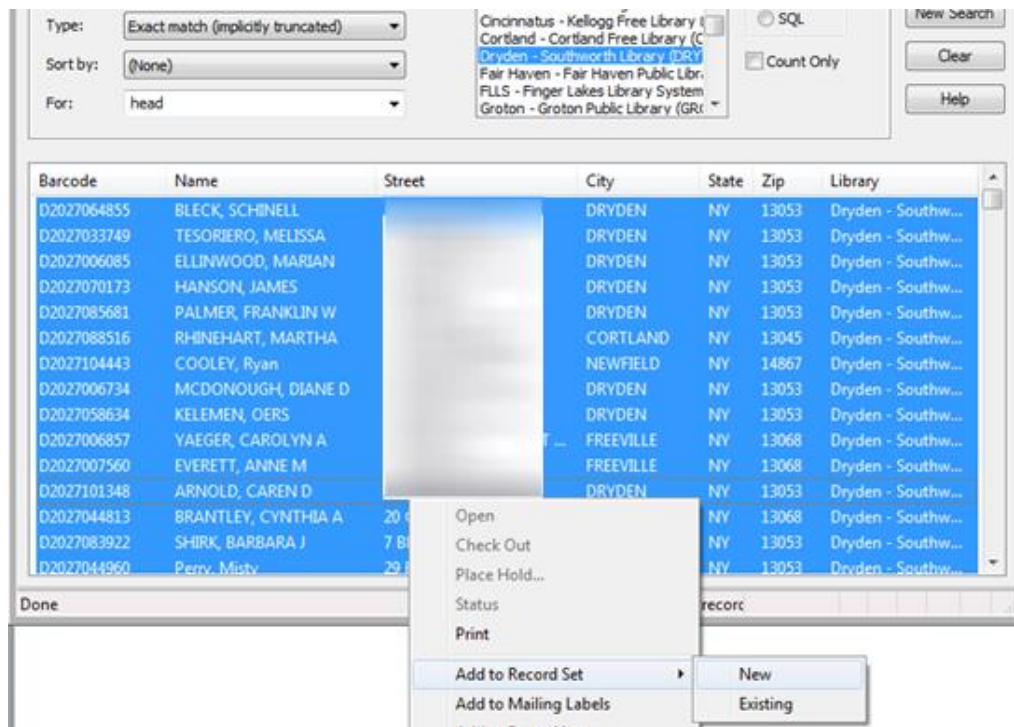 Type: Exact match (implicitly truncated)
Sort by: (None)
For: head
Cincinnatus - Kellogg Free Library
Cortland - Cortland Free Library (C
Dryden - Southworth Library (DRY
Fair Haven - Fair Haven Public Libr
FLLS - Finger Lakes Library System
Groton - Groton Public Library (GRO
SQL
Count Only
New Search
Clear
Help
Barcode Name Street City State Zip Library
D2027064855 BLECK, SCHINELL DRYDEN NY 13053 Dryden - Southw...
D2027033749 TESORIERO, MELISSA DRYDEN NY 13053 Dryden - Southw...
D2027006085 ELLINWOOD, MARIAN DRYDEN NY 13053 Dryden - Southw...
D2027070173 HANSON, JAMES DRYDEN NY 13053 Dryden - Southw...
D2027085681 PALMER, FRANKLIN W DRYDEN NY 13053 Dryden - Southw...
D2027088516 RHINEHART, MARTHA CORTLAND NY 13045 Dryden - Southw...
D2027104443 COOLEY, Ryan NEWFIELD NY 14867 Dryden - Southw...
D2027006734 MCDONOUGH, DIANE D DRYDEN NY 13053 Dryden - Southw...
D2027058634 KELEMEN, OERS DRYDEN NY 13053 Dryden - Southw...
D2027006857 YAEGER, CAROLYN A T ... FREEVILLE NY 13068 Dryden - Southw...
D2027007560 EVERETT, ANNE M FREEVILLE NY 13068 Dryden - Southw...
D2027101348 ARNOLD, CAREN D DRYDEN NY 13053 Dryden - Southw...
D2027044813 BRANTLEY, CYNTHIA A 20 NY 13068 Dryden - Southw...
D2027083922 SHIRK, BARBARA J 7 B NY 13053 Dryden - Southw...
D2027044960 Perry, Misty 29 NY 13053 Dryden - Southw...
Done recorc
Open
Check Out
Place Hold...
Status
Print
Add to Record Set
Add to Mailing Labels
New
Existing